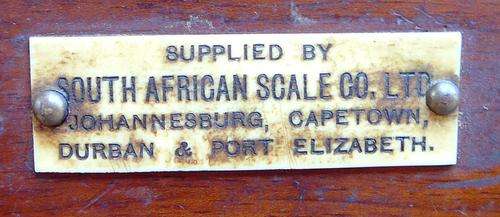 SUPPLIED BY
SOUTH AFRICAN SCALE CO. LTD
JOHANNESBURG, CAPETOWN,
DURBAN & PORT ELIZABETH.